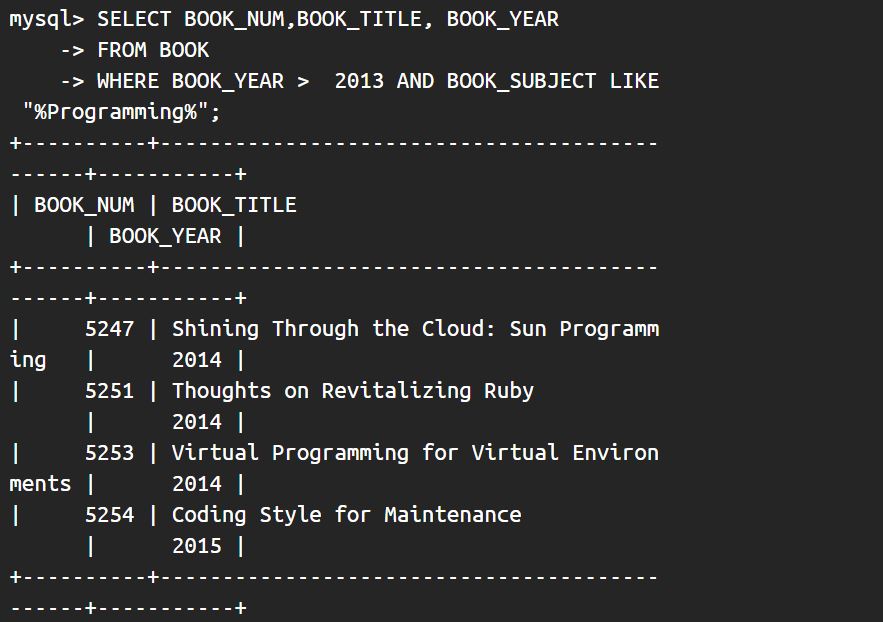 mysql> SELECT BOOK_NUM,BOOK_TITLE, BOOK_YEAR
    -> FROM BOOK
    -> WHERE BOOK_YEAR >  2013 AND BOOK_SUBJECT LIKE
 "%Programming%";
+----------+----------------------------------------
------+-----------+
| BOOK_NUM | BOOK_TITLE
      | BOOK_YEAR |
+----------+----------------------------------------
------+-----------+
|     5247 | Shining Through the Cloud: Sun Programm
ing   |      2014 |
|     5251 | Thoughts on Revitalizing Ruby
      |      2014 |
|     5253 | Virtual Programming for Virtual Environ
ments |      2014 |
|     5254 | Coding Style for Maintenance
      |      2015 |
+----------+----------------------------------------
------+-----------+